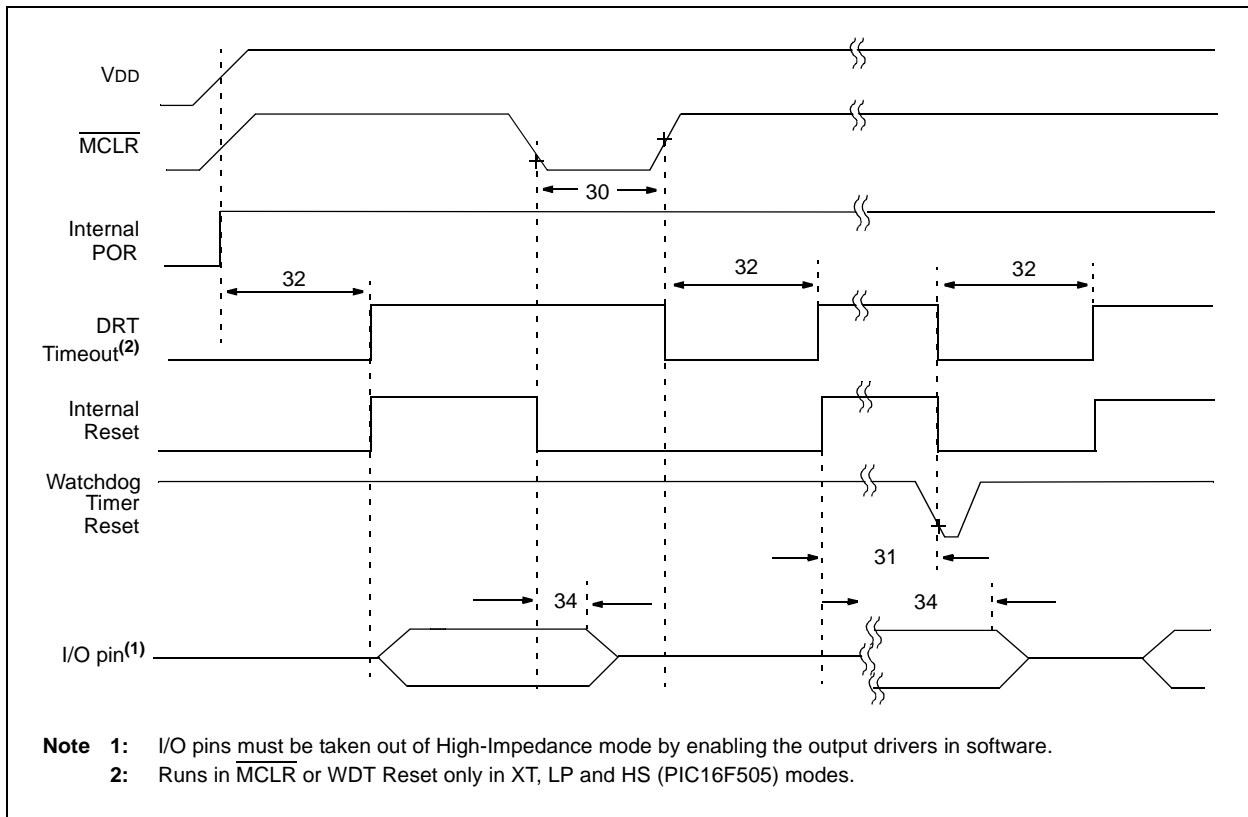 VDD
MCLR
30
Internal
POR
32
32
32
DRT
Timeout(2)
Internal
Reset
Watchdog
Timer
Reset
31
34
34
I/O pin(1)
Note 1: I/O pins must be taken out of High-Impedance mode by enabling the output drivers in software.
2: Runs in MCLR or WDT Reset only in XT, LP and HS (PIC16F505) modes.